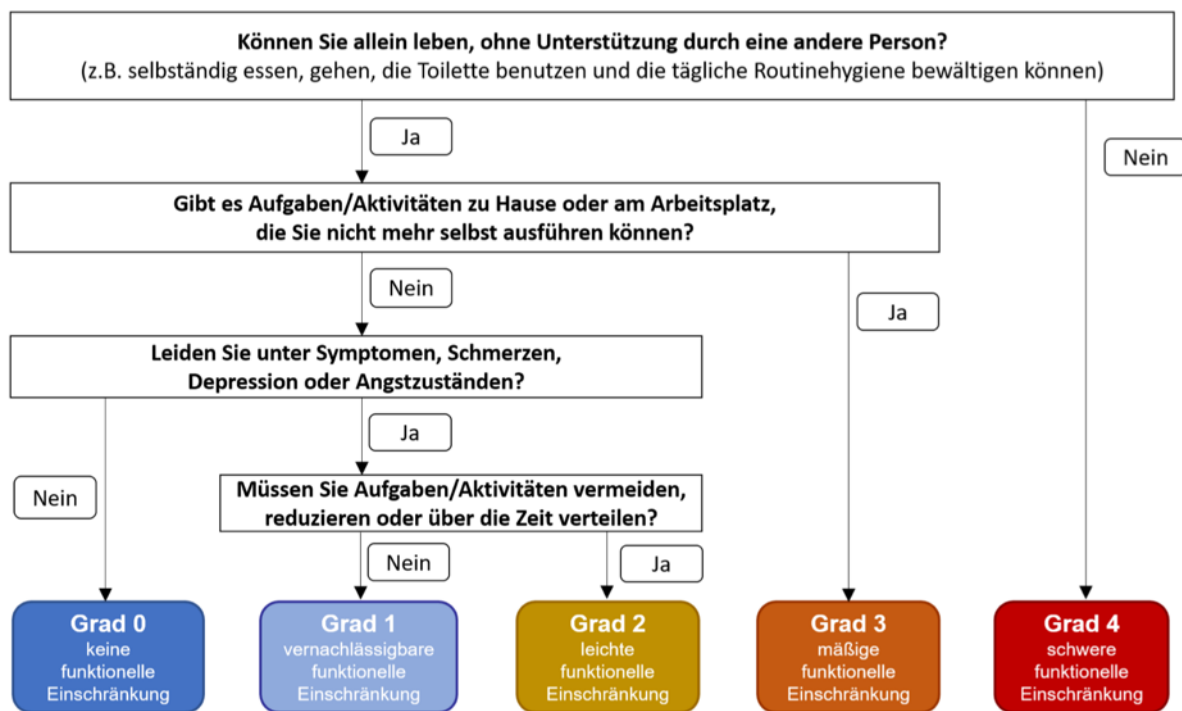 Können Sie allein leben, ohne Unterstützung durch eine andere Person?
(z.B. selbständig essen, gehen, die Toilette benutzen und die tägliche Routinehygiene bewältigen können)
Ja
Nein
Gibt es Aufgaben/Aktivitäten zu Hause oder am Arbeitsplatz,
die Sie nicht mehr selbst ausführen können?
Nein
Ja
Leiden Sie unter Symptomen, Schmerzen,
Depression oder Angstzuständen?
Ja
Nein
Müssen Sie Aufgaben/Aktivitäten vermeiden,
reduzieren oder über die Zeit verteilen?
Nein
Ja
Grad 0
keine
funktionelle
Einschränkung
Grad 1
vernachlässigbare
funktionelle
Einschränkung
Grad 2
leichte
funktionelle
Einschränkung
Grad 3
mäßige
funktionelle
Einschränkung
Grad 4
schwere
funktionelle
Einschränkung